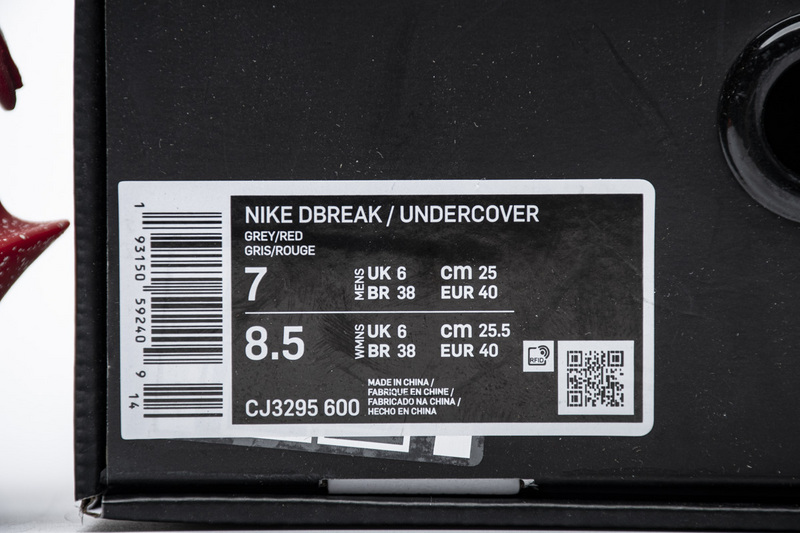 NIKE DBREAK / UNDERCOVER
GREY/RED
GRIS/ROUGE
7
MENS
UK 6
cm 25
BR 38
EUR 40
8.5
WMNS
UK 6
cm 25.5
BR 38
EUR 40
RFID
CJ3295 600
MADE IN CHINA /
FABRIQUE EN CHINE /
FABRICADO NA CHINA /
HECHO EN CHINA
1 93150 59240 9 14